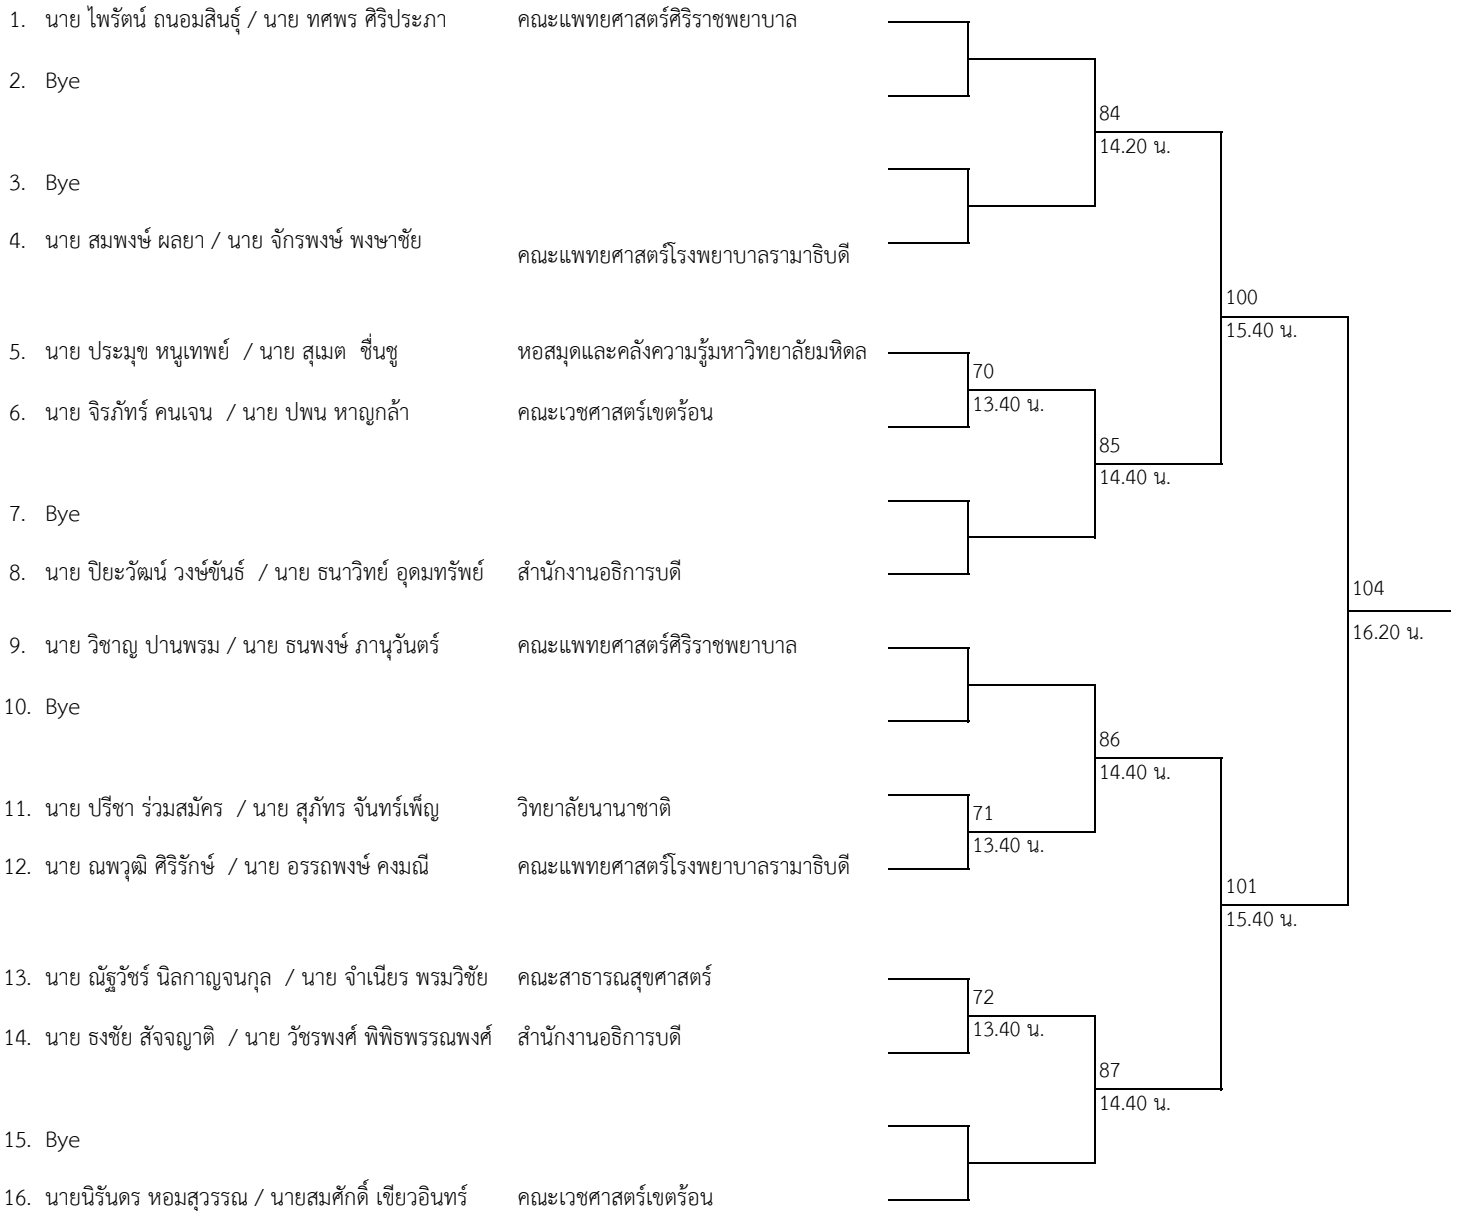 1. นาย ไพรัตน์ ถนอมสินธุ์ / นาย ทศพร ศิริประภา คณะแพทยศาสตร์ศิริราชพยาบาล
2. Bye
84
14.20 น.
3. Bye
4. นาย สมพงษ์ ผลยา / นาย จักรพงษ์ พงษาชัย คณะแพทยศาสตร์โรงพยาบาลรามาธิบดี
100
15.40 น.
5. นาย ประมุข หนูเทพย์ / นาย สุเมต ชื่นชู หอสมุดและคลังความรู้มหาวิทยาลัยมหิดล
70
13.40 น.
6. นาย จิรภัทร์ คนเจน / นาย ปพน หาญกล้า คณะเวชศาสตร์เขตร้อน
85
14.40 น.
7. Bye
8. นาย ปิยะวัฒน์ วงษ์ขันธ์ / นาย ธนาวิทย์ อุดมทรัพย์ สำนักงานอธิการบดี
104
16.20 น.
9. นาย วิชาญ ปานพรม / นาย ธนพงษ์ ภานุวันตร์ คณะแพทยศาสตร์ศิริราชพยาบาล
10. Bye
86
14.40 น.
11. นาย ปรีชา ร่วมสมัคร / นาย สุภัทร จันทร์เพ็ญ วิทยาลัยนานาชาติ
71
13.40 น.
12. นาย ณพวุฒิ ศิริรักษ์ / นาย อรรถพงษ์ คงมณี คณะแพทยศาสตร์โรงพยาบาลรามาธิบดี
101
15.40 น.
13. นาย ณัฐวัชร์ นิลกาญจนกุล / นาย จำเนียร พรมวิชัย คณะสาธารณสุขศาสตร์
72
13.40 น.
14. นาย ธงชัย สัจจญาติ / นาย วัชรพงศ์ พิพิธพรรณพงศ์ สำนักงานอธิการบดี
87
14.40 น.
15. Bye
16. นายนิรันดร หอมสุวรรณ / นายสมศักดิ์ เขียวอินทร์ คณะเวชศาสตร์เขตร้อน